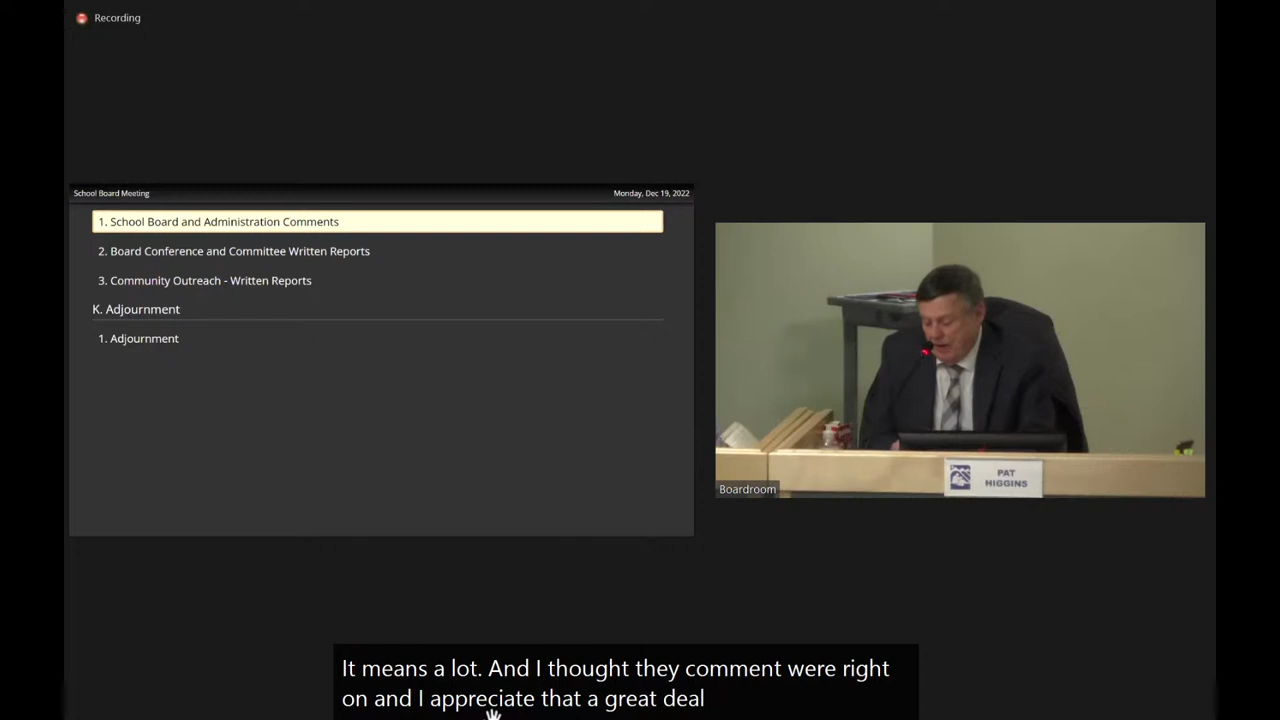 Recording
School Board Meeting
Monday, Dec 19, 2022
1. School Board and Administration Comments
2. Board Conference and Committee Written Reports
3. Community Outreach - Written Reports
K. Adjournment
1. Adjournment
PAT
HIGGINS
Boardroom
It means a lot. And I thought they comment were right
on and I appreciate that a great deal